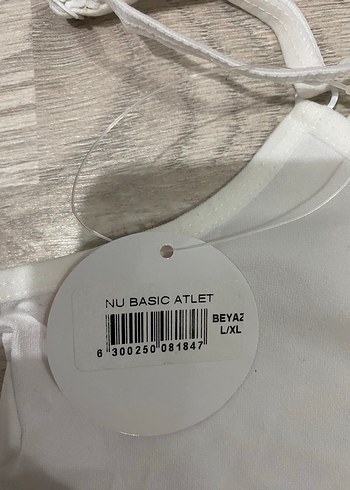 NU BASIC ATLET
BEYAZ
L/XL
6 300250 081847